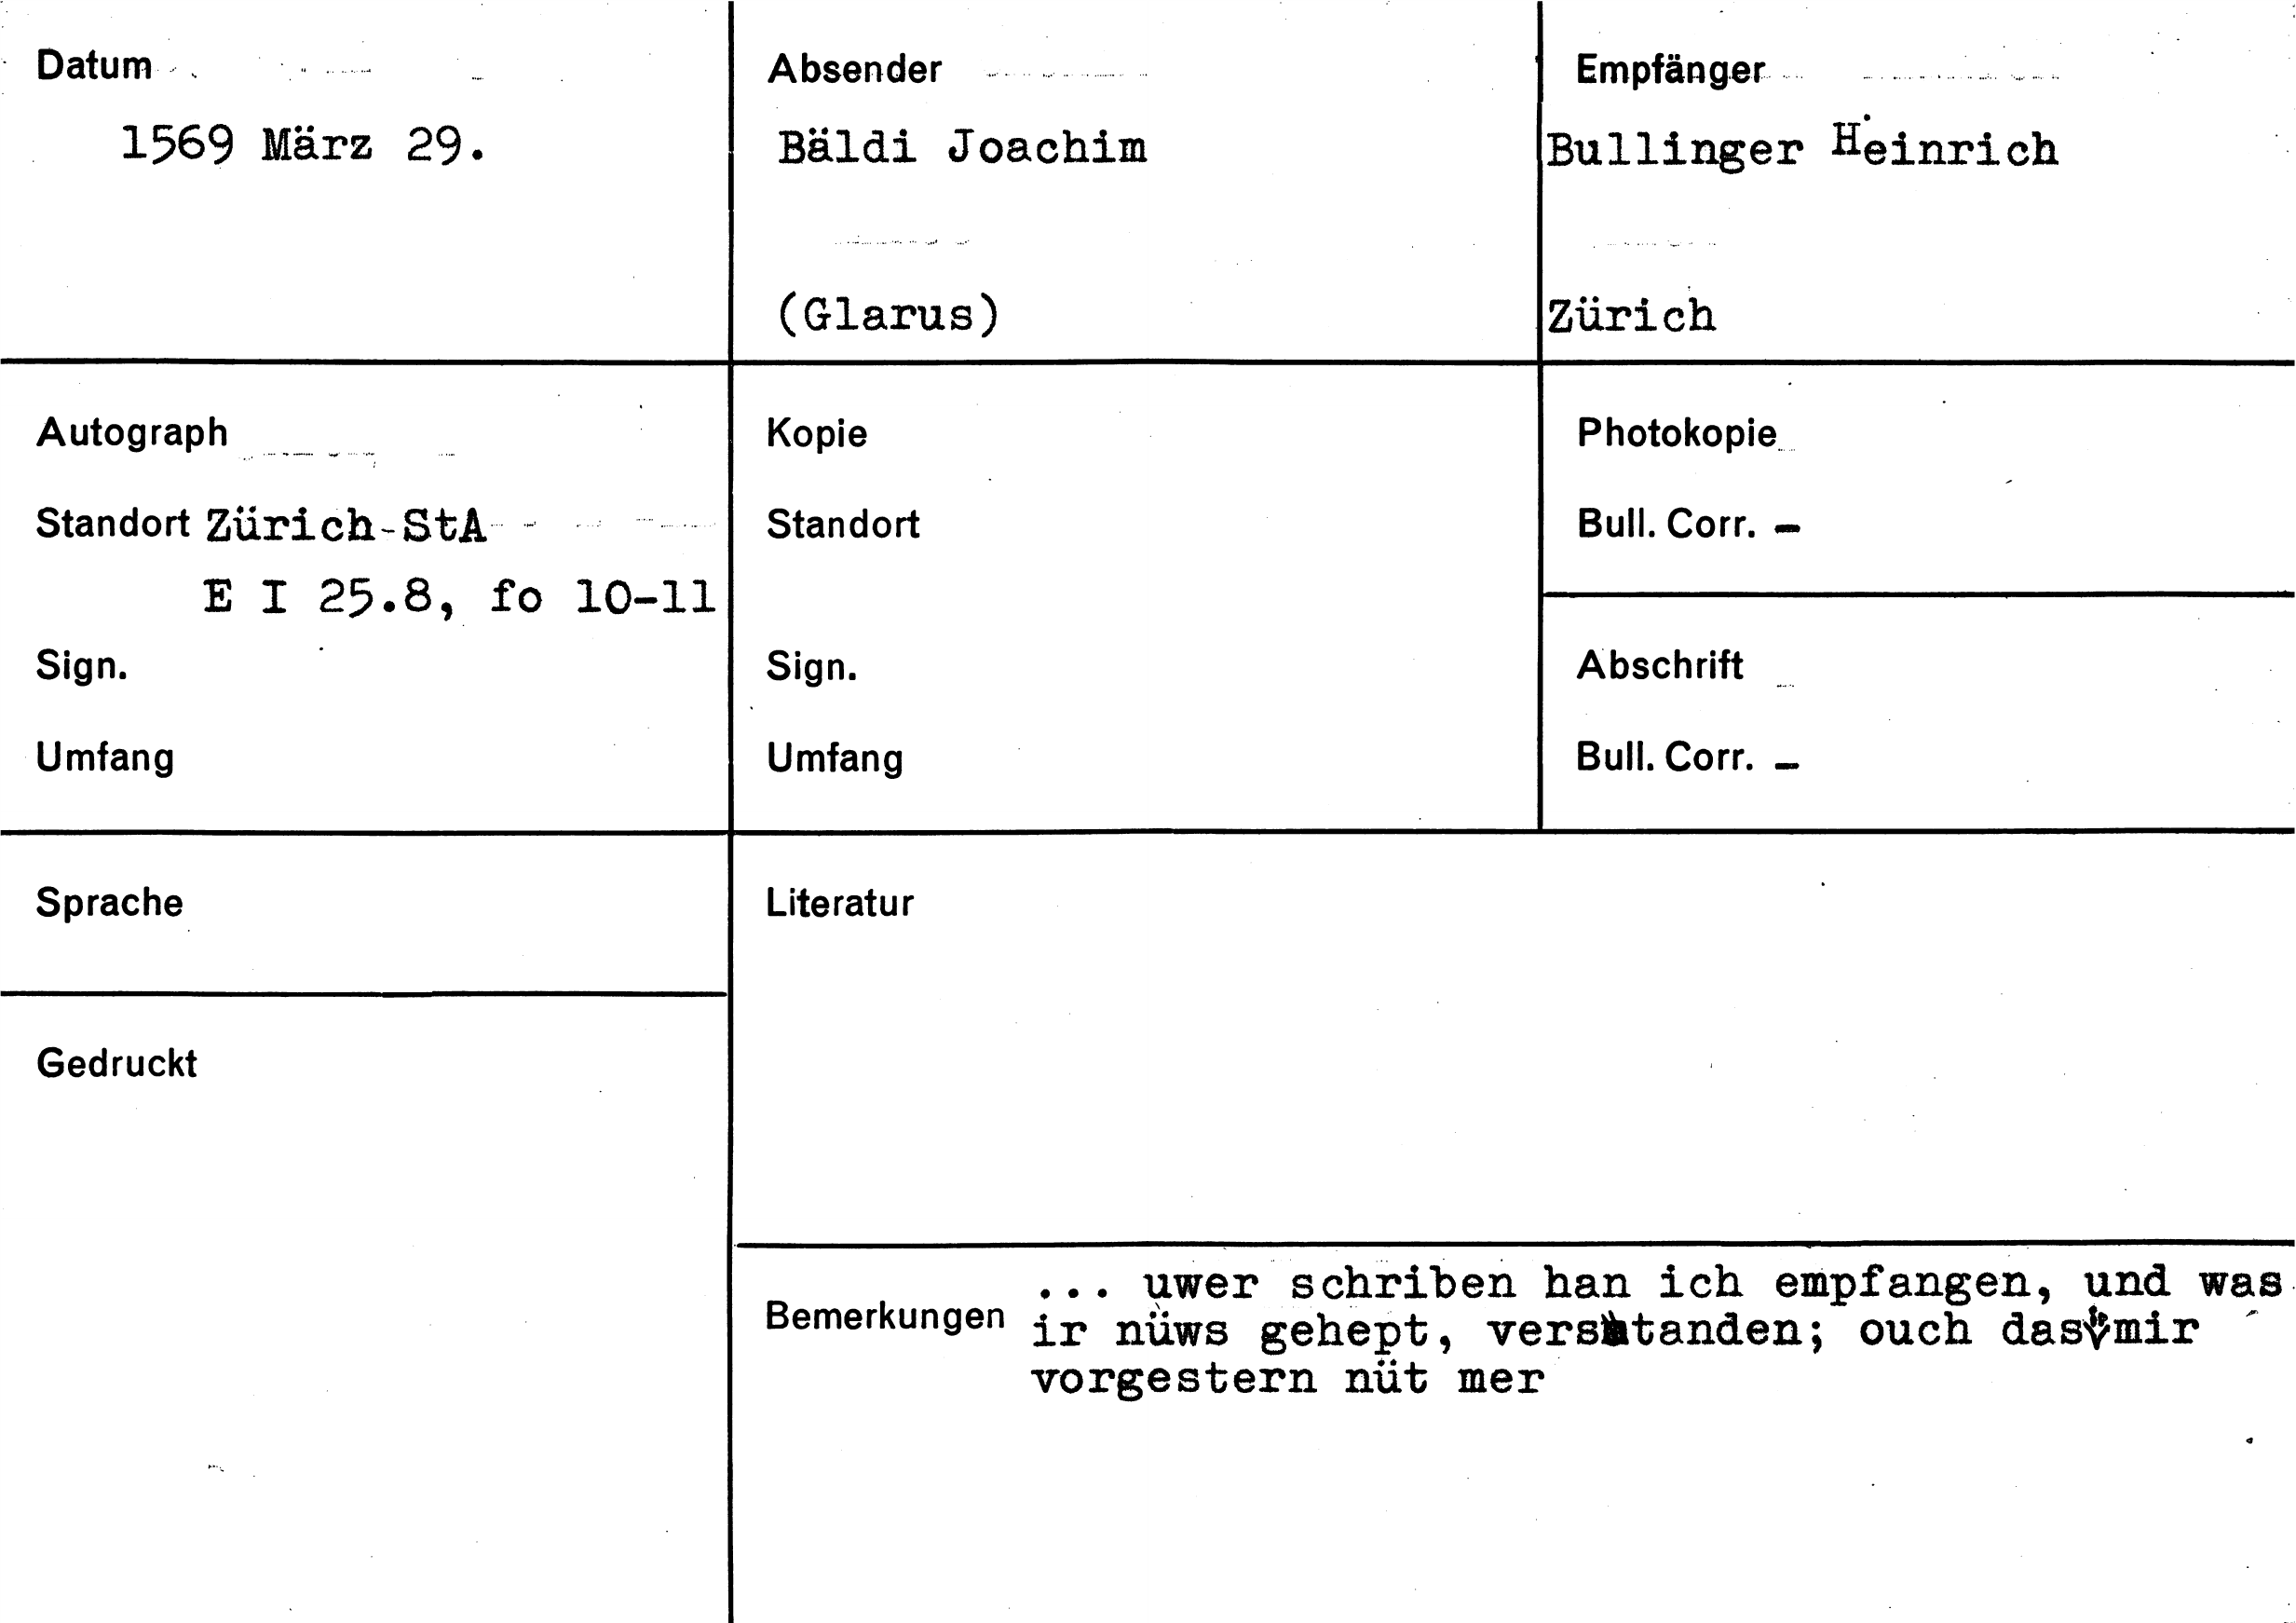 Datum
1569 März 29.
Absender
Bäldi Joachim
(Glarus)
Empfänger
Bullinger Heinrich
Zürich
Autograph
Standort Zürich-StA
E I 25.8, fo 10-11
Sign.
Umfang
Kopie
Standort
Sign.
Umfang
Photokopie
Bull. Corr. -
Abschrift
Bull. Corr. -
Sprache
Gedruckt
Literatur
Bemerkungen
... uwer schriben han ich empfangen, und was
ir nüws gehept, verstanden; ouch das mir
vorgestern nüt mer